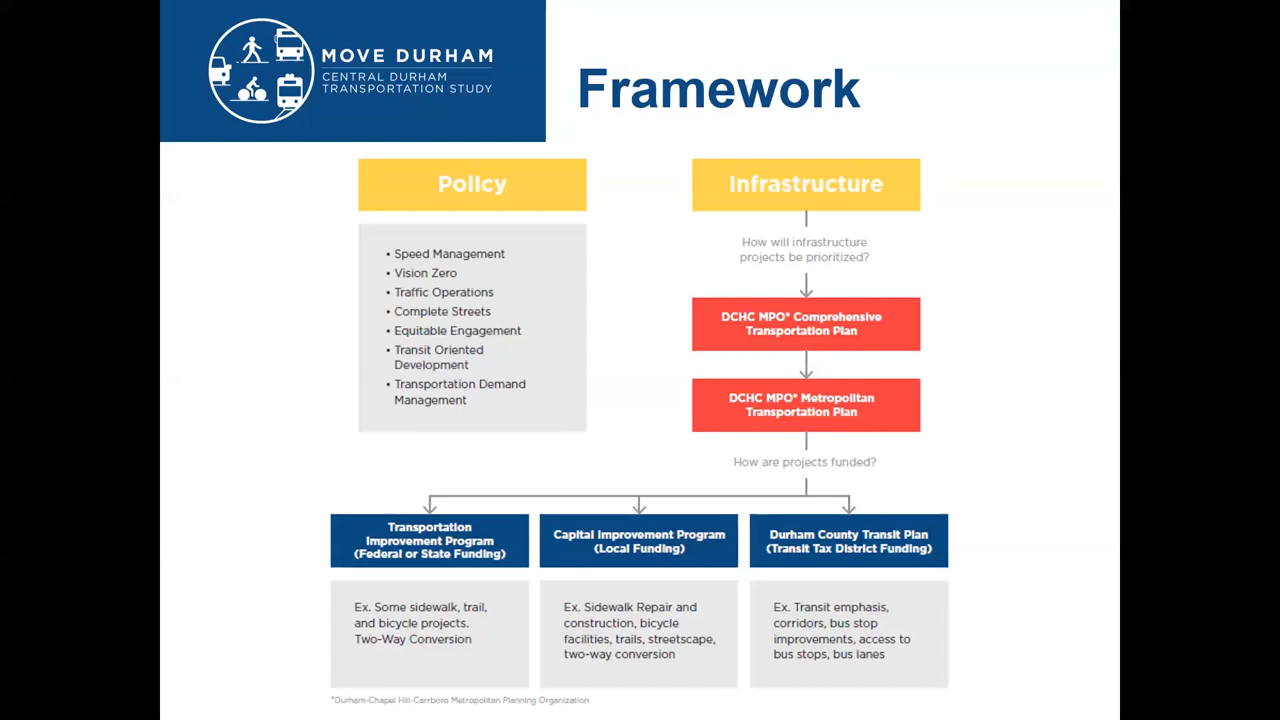 MOVE DURHAM
CENTRAL DURHAM
TRANSPORTATION STUDY
Framework
Policy
• Speed Management
• Vision Zero
• Traffic Operations
• Complete Streets
• Equitable Engagement
• Transit Oriented
Development
• Transportation Demand
Management
Infrastructure
How will infrastructure
projects be prioritized?
DCHC MPO* Comprehensive
Transportation Plan
DCHC MPO* Metropolitan
Transportation Plan
How are projects funded?
Transportation
Improvement Program
(Federal or State Funding)
Ex. Some sidewalk, trail,
and bicycle projects.
Two-Way Conversion
Capital Improvement Program
(Local Funding)
Ex. Sidewalk Repair and
construction, bicycle
facilities, trails, streetscape,
two-way conversion
Durham County Transit Plan
(Transit Tax District Funding)
Ex. Transit emphasis,
corridors, bus stop
improvements, access to
bus stops, bus lanes
*Durham-Chapel Hill-Carrboro Metropolitan Planning Organization